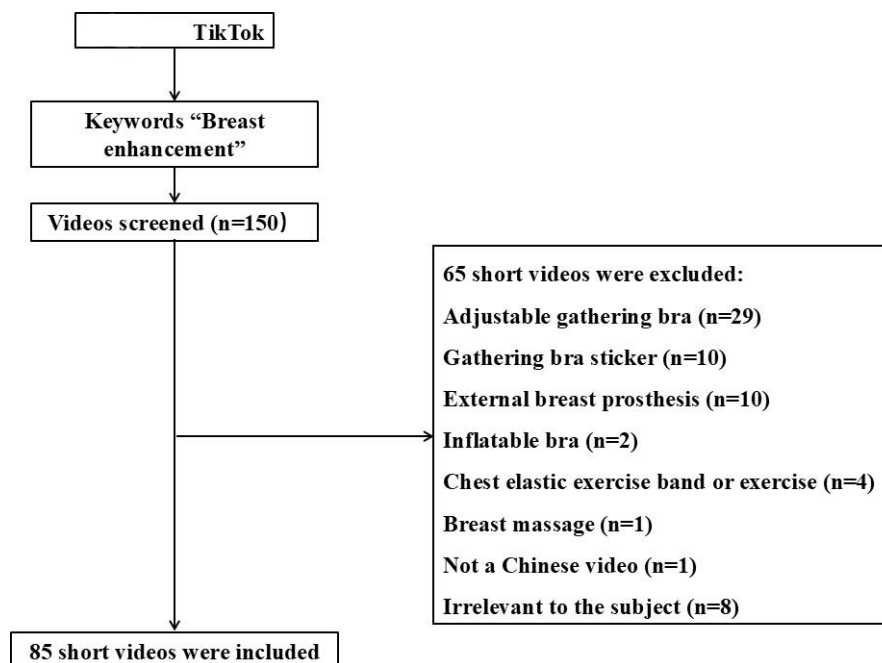 TikTok
Keywords “Breast
enhancement”
Videos screened (n=150)
65 short videos were excluded:
Adjustable gathering bra (n=29)
Gathering bra sticker (n=10)
External breast prosthesis (n=10)
Inflatable bra (n=2)
Chest elastic exercise band or exercise (n=4)
Breast massage (n=1)
Not a Chinese video (n=1)
Irrelevant to the subject (n=8)
85 short videos were included